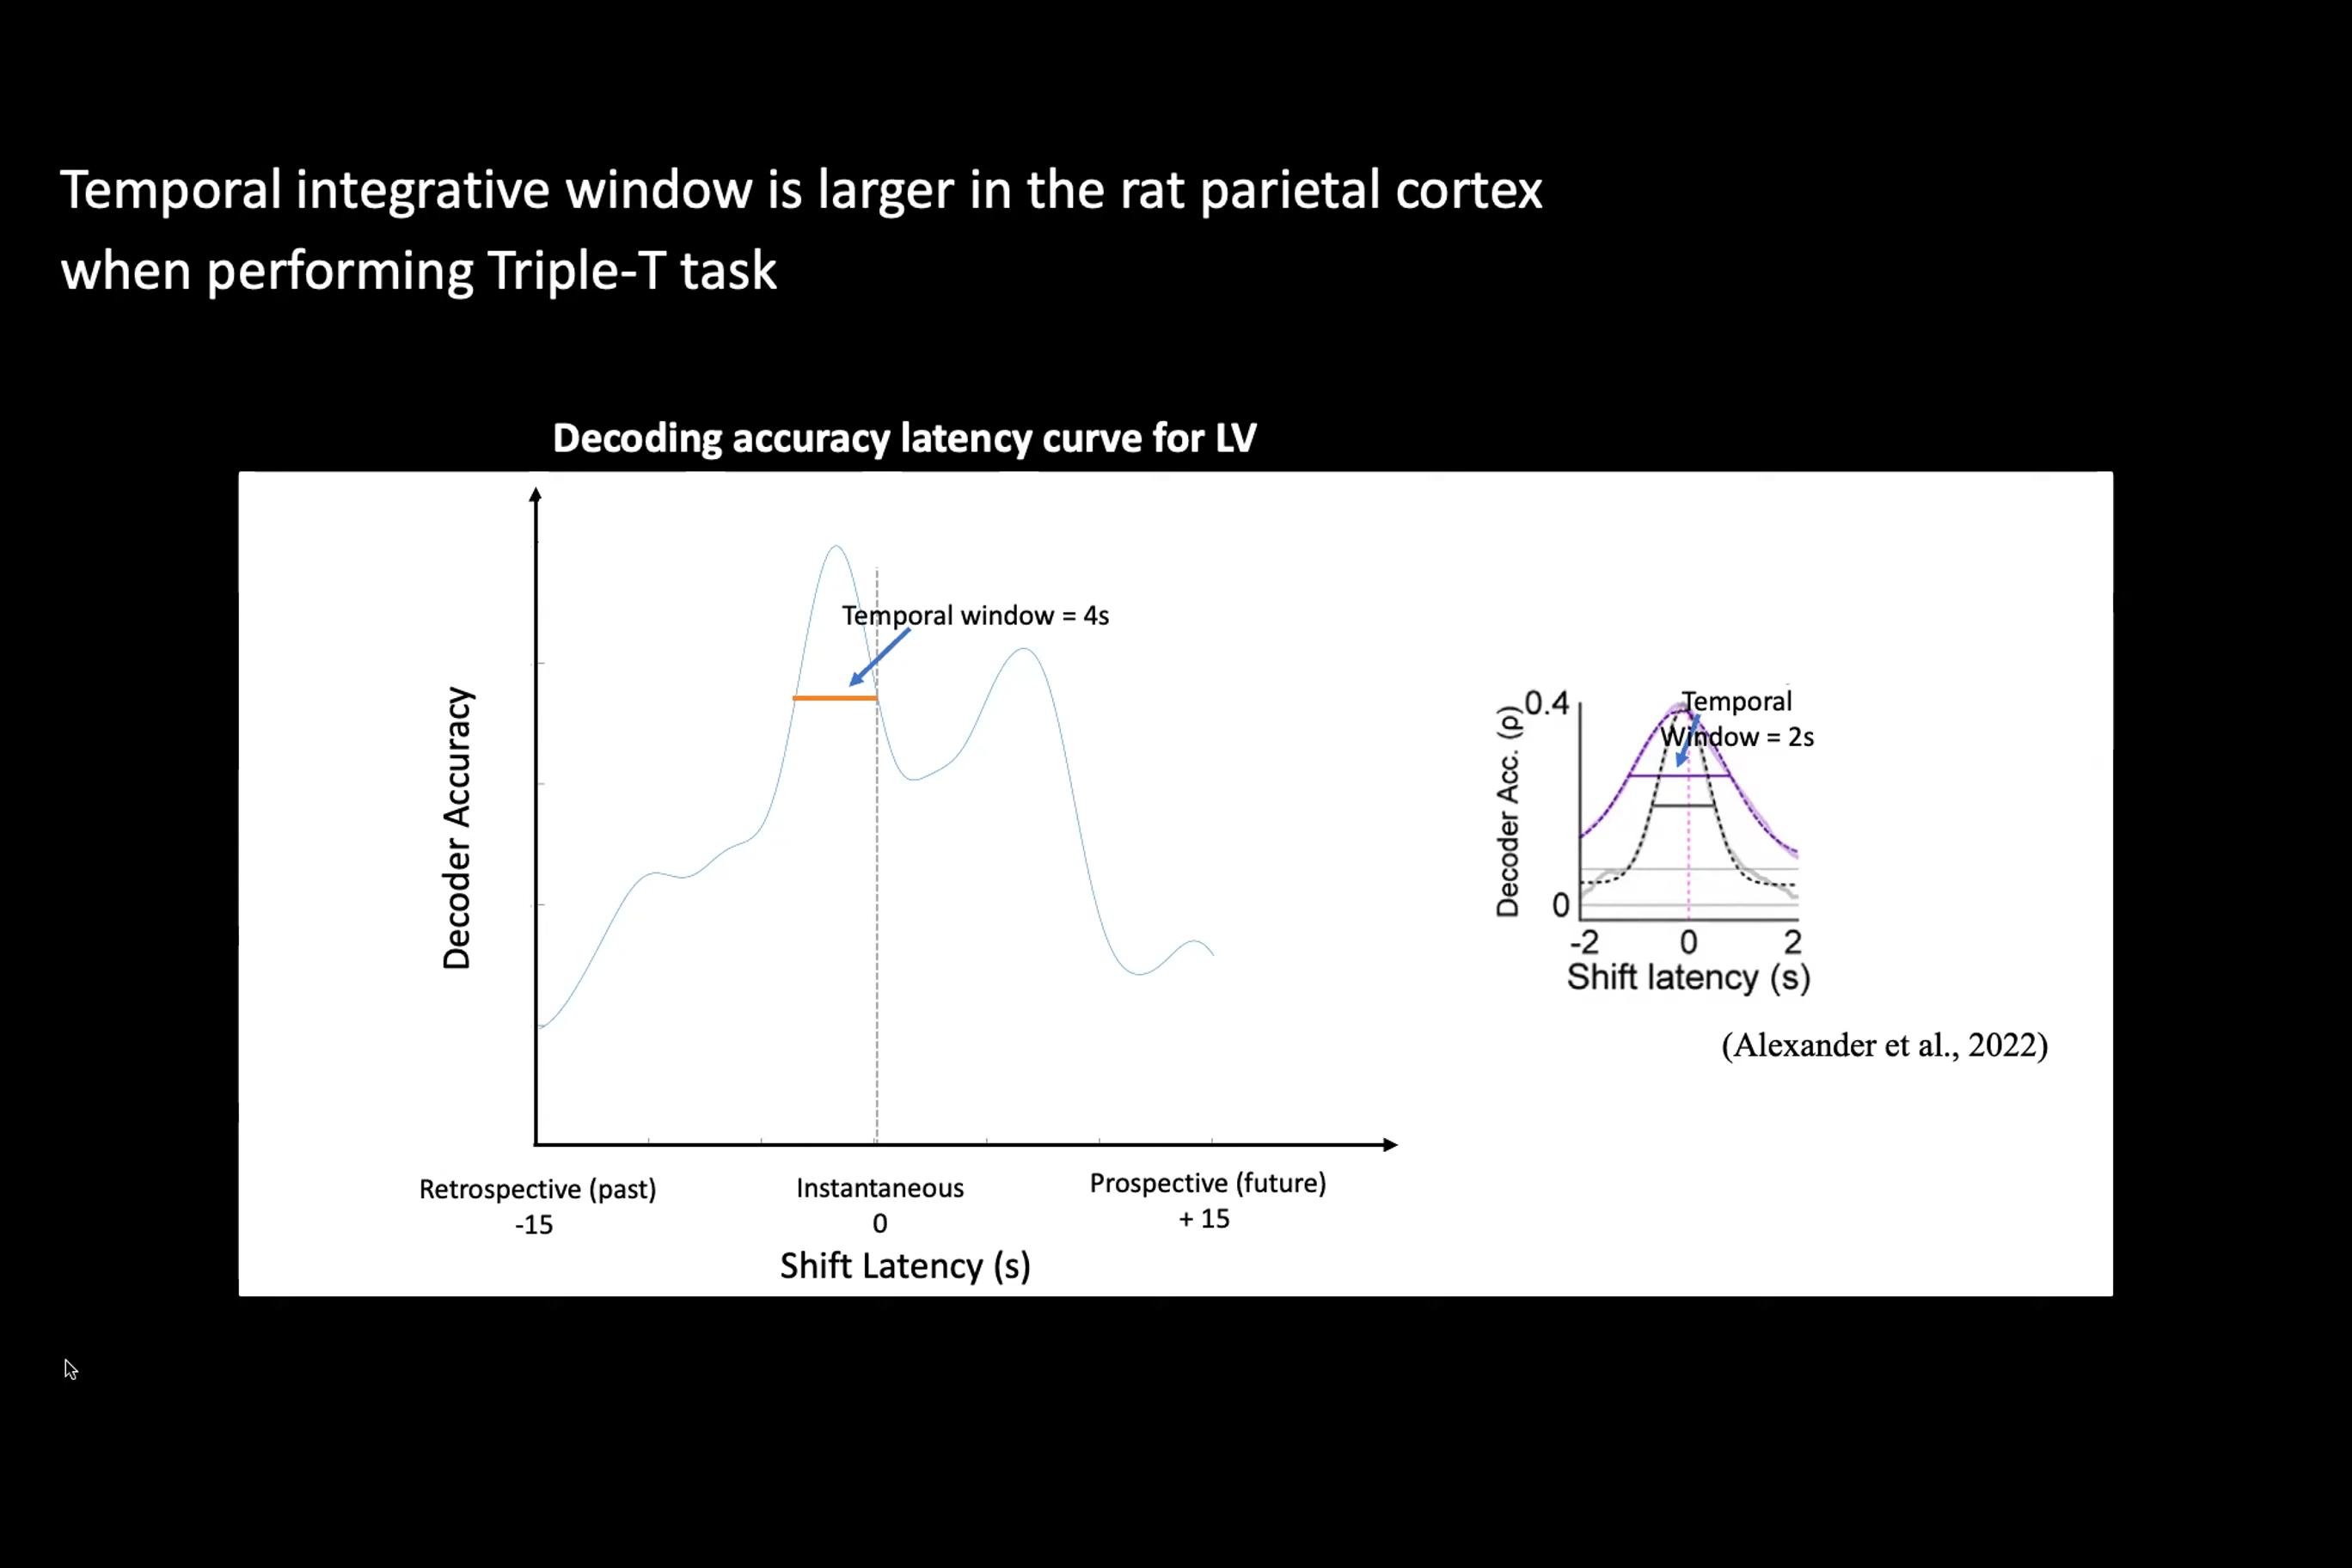 Temporal integrative window is larger in the rat parietal cortex
when performing Triple-T task
Decoding accuracy latency curve for LV
Decoder Accuracy
Temporal window = 4s
Retrospective (past)
-15
Instantaneous
0
Prospective (future)
+ 15
Shift Latency (s)
Decoder Acc. (ρ)
0.4
0
Temporal
Window = 2s
-2 0 2
Shift latency (s)
(Alexander et al., 2022)